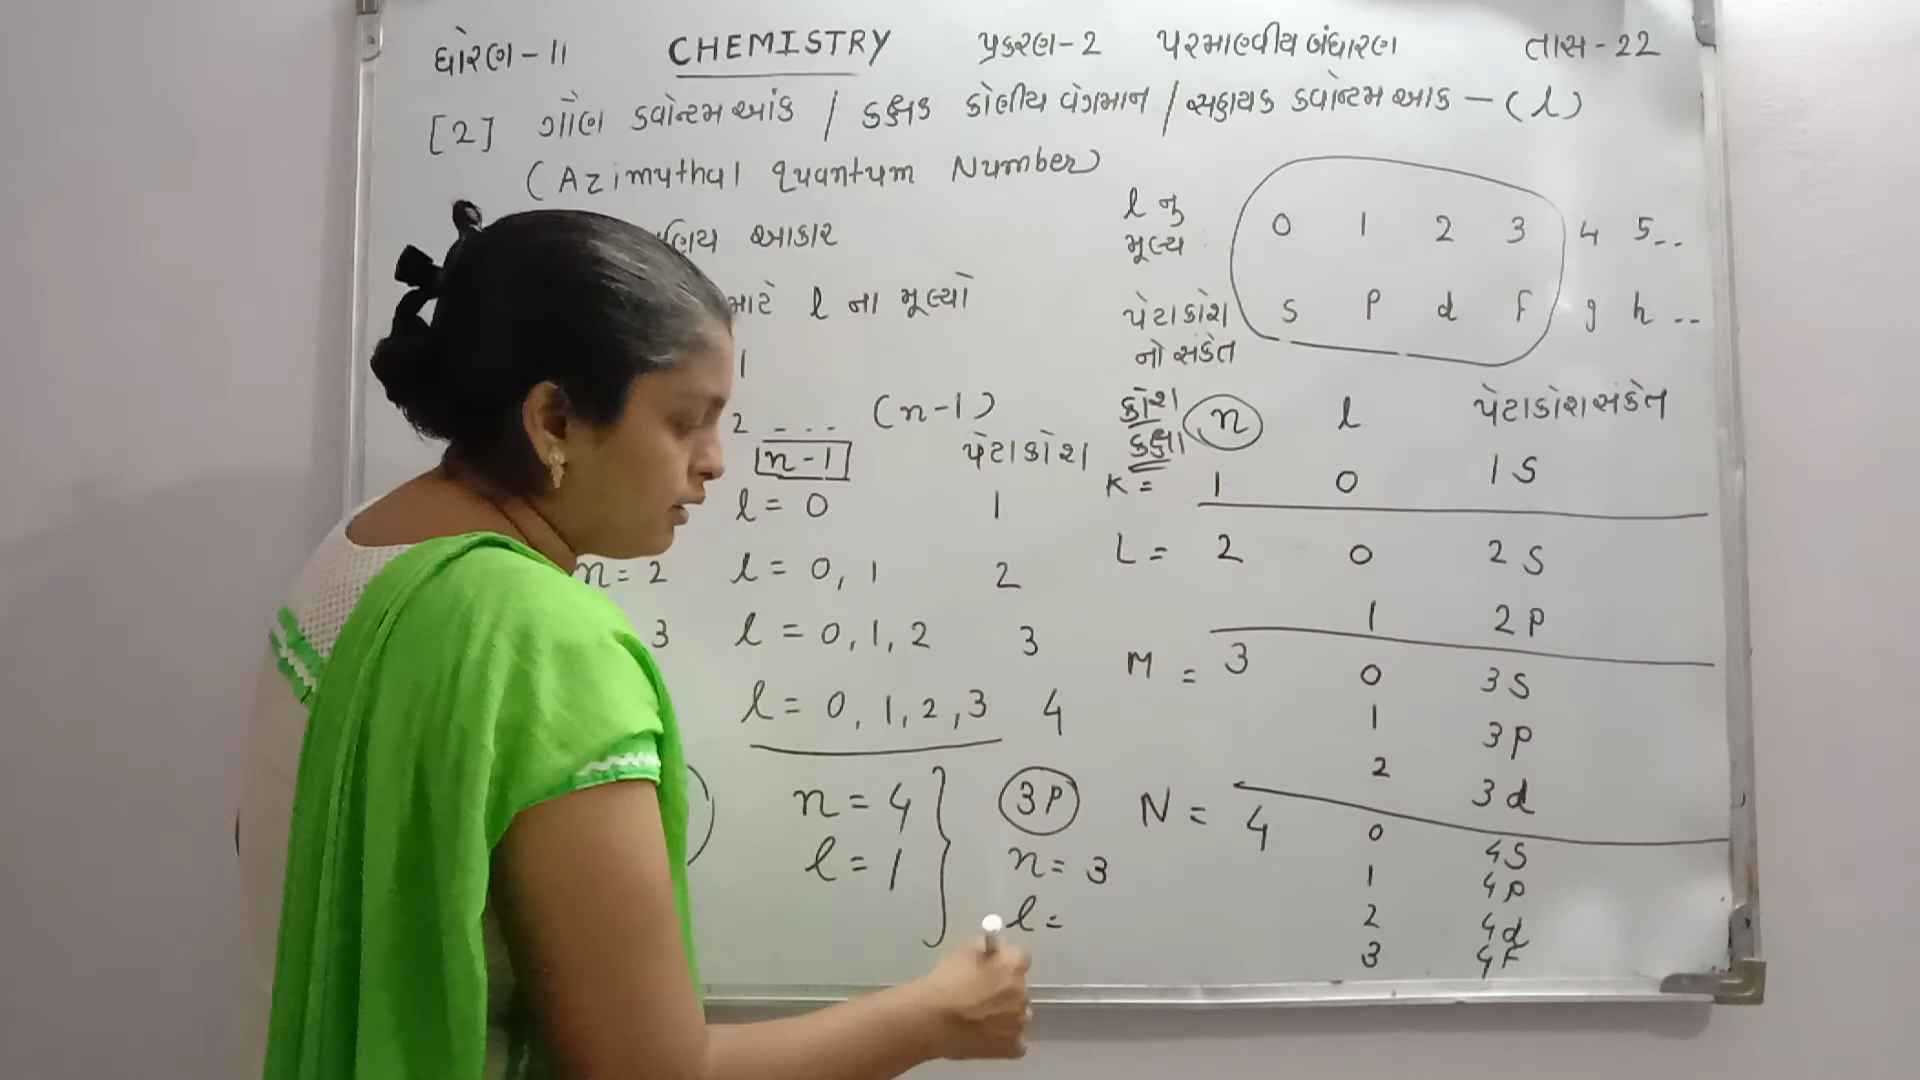 ધોરણ-11 CHEMISTRY પ્રકરણ-2 પરમાણ્વીય બંધારણ તાસ-22
[2] ગૌણ ક્વોન્ટમ આંક / કક્ષક કોણીય વેગમાન / સહાયક ક્વોન્ટમ આંક - (l)
(Azimuthal quantum Number)
આકાર
માટે l ના મૂલ્યો
1
2 .... (n-1)
n-1 પેટાકોશ
l = 0 1
n = 2 l = 0, 1 2
3 l = 0, 1, 2 3
l = 0, 1, 2, 3 4
n = 4
l = 1
3P
n = 3
l =
l નુ મૂલ્ય 0 1 2 3 4 5..
પેટાકોશ નો સંકેત S P d F g h ..
કોશ કક્ષા n l પેટાકોશ સંકેત
K = 1 0 1S
L = 2 0 2S
1 2P
M = 3 0 3S
1 3P
2 3d
N = 4 0 4S
1 4P
2 4d
3 4F